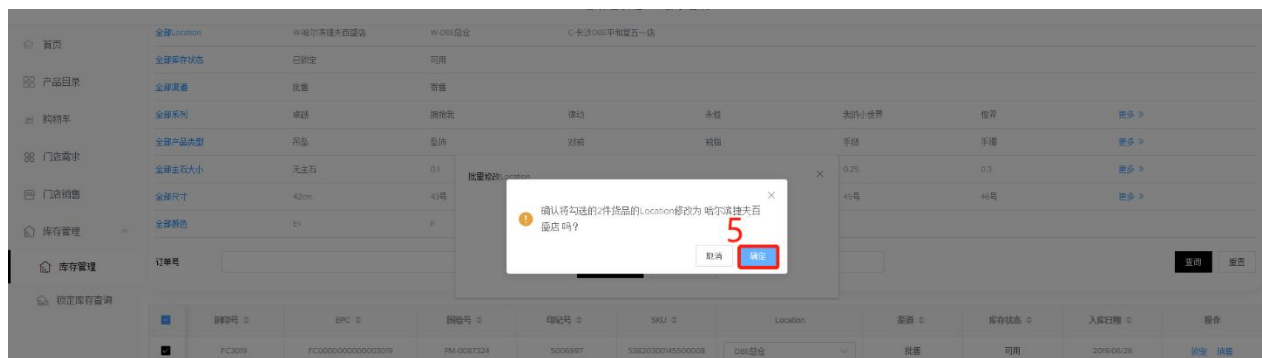 首页
产品目录
购物车
门店需求
门店销售
库存管理
库存管理
锁定库存查询
全部Location W-哈尔滨捷夫百盛店 W-DBE总仓 C-长沙DBE平和堂五一店
全部库存状态 已锁定 可用
全部渠道 批售 寄售
全部系列 卓越 拥抱我 律动 永恒 我的小世界 相守 更多
全部产品类型 吊坠 坠饰 对戒 戒指 手链 手镯 更多
全部主石大小 无主石 0.1 0.25 0.3 更多
全部尺寸 42cm 43号 45号 46号 更多
全部颜色 E1 F
批量修改Location
确认将勾选的2件货品的Location修改为 哈尔滨捷夫百
盛店 吗？
5
取消 确定
订单号 查询 重置
钢印号 EPC 国检号 印记号 SKU Location 渠道 库存状态 入库日期 操作
FC3019 FC0000000000003019 PM-0087324 S006997 S3820300145500008 DBE总仓 批售 可用 2019/06/26 锁定 销售